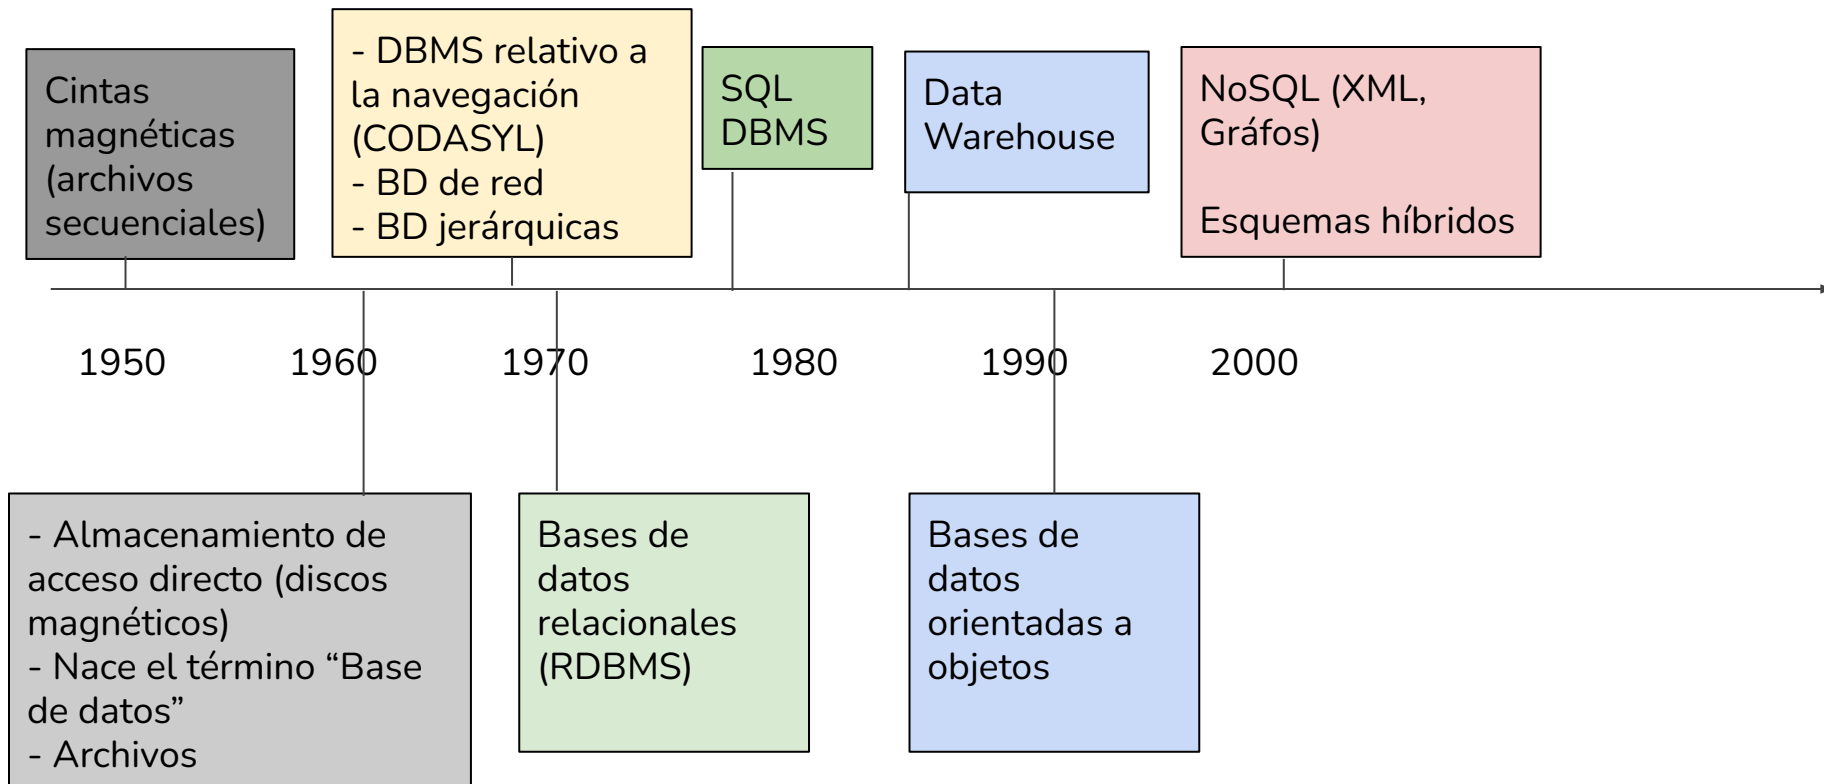 Cintas
magnéticas
(archivos
secuenciales)
- DBMS relativo a
la navegación
(CODASYL)
- BD de red
- BD jerárquicas
SQL
DBMS
Data
Warehouse
NoSQL (XML,
Gráfos)
Esquemas híbridos
1950
1960
1970
1980
1990
2000
- Almacenamiento de
acceso directo (discos
magnéticos)
- Nace el término “Base
de datos”
- Archivos
Bases de
datos
relacionales
(RDBMS)
Bases de
datos
orientadas a
objetos